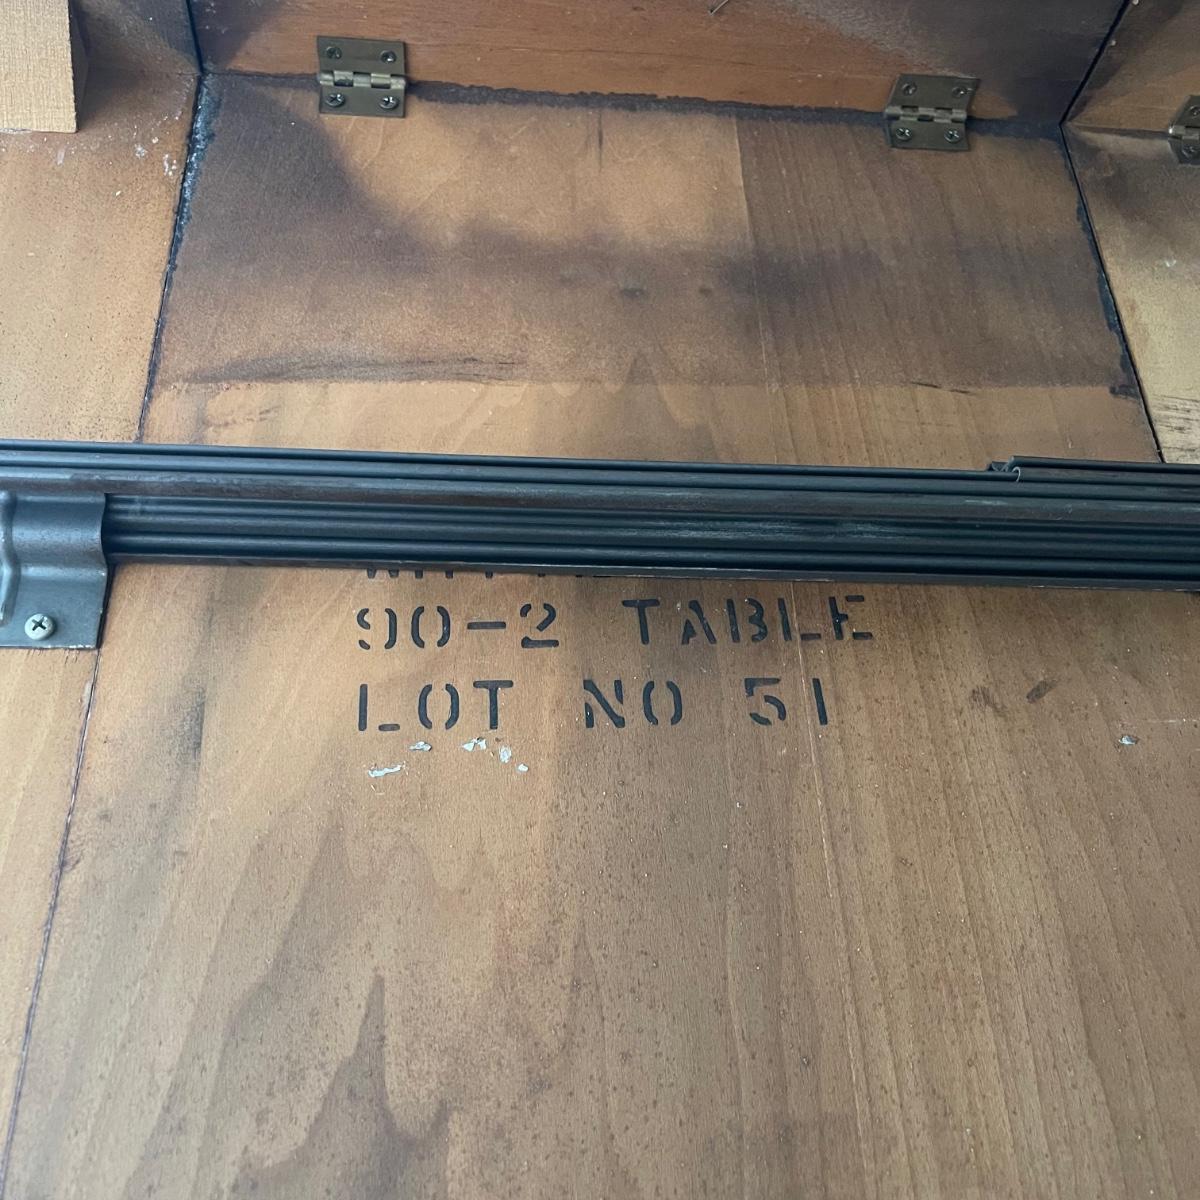 90-2 TABLE
LOT NO 51